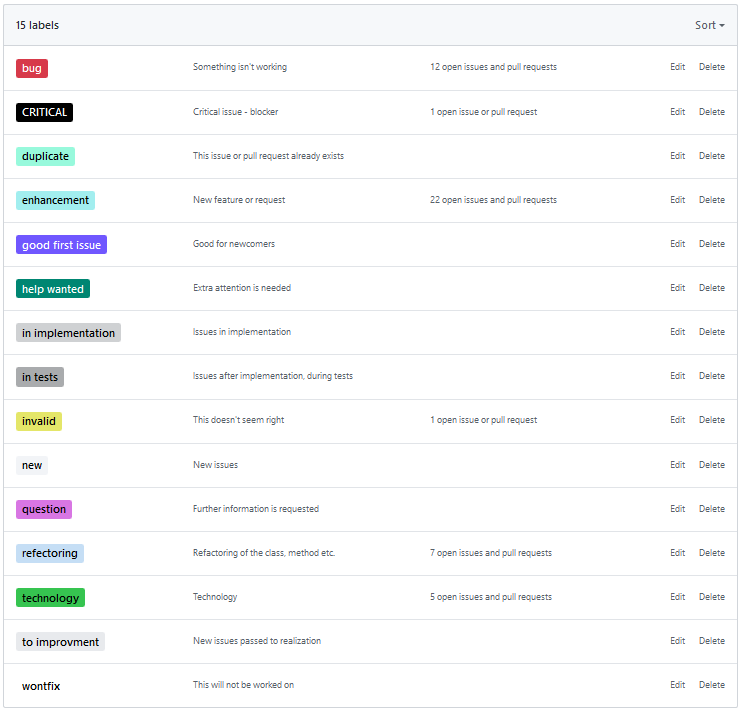 15 labels Sort
bug Something isn't working 12 open issues and pull requests Edit Delete
CRITICAL Critical issue - blocker 1 open issue or pull request Edit Delete
duplicate This issue or pull request already exists Edit Delete
enhancement New feature or request 22 open issues and pull requests Edit Delete
good first issue Good for newcomers Edit Delete
help wanted Extra attention is needed Edit Delete
in implementation Issues in implementation Edit Delete
in tests Issues after implementation, during tests Edit Delete
invalid This doesn't seem right 1 open issue or pull request Edit Delete
new New issues Edit Delete
question Further information is requested Edit Delete
refectoring Refactoring of the class, method etc. 7 open issues and pull requests Edit Delete
technology Technology 5 open issues and pull requests Edit Delete
to improvment New issues passed to realization Edit Delete
wontfix This will not be worked on Edit Delete